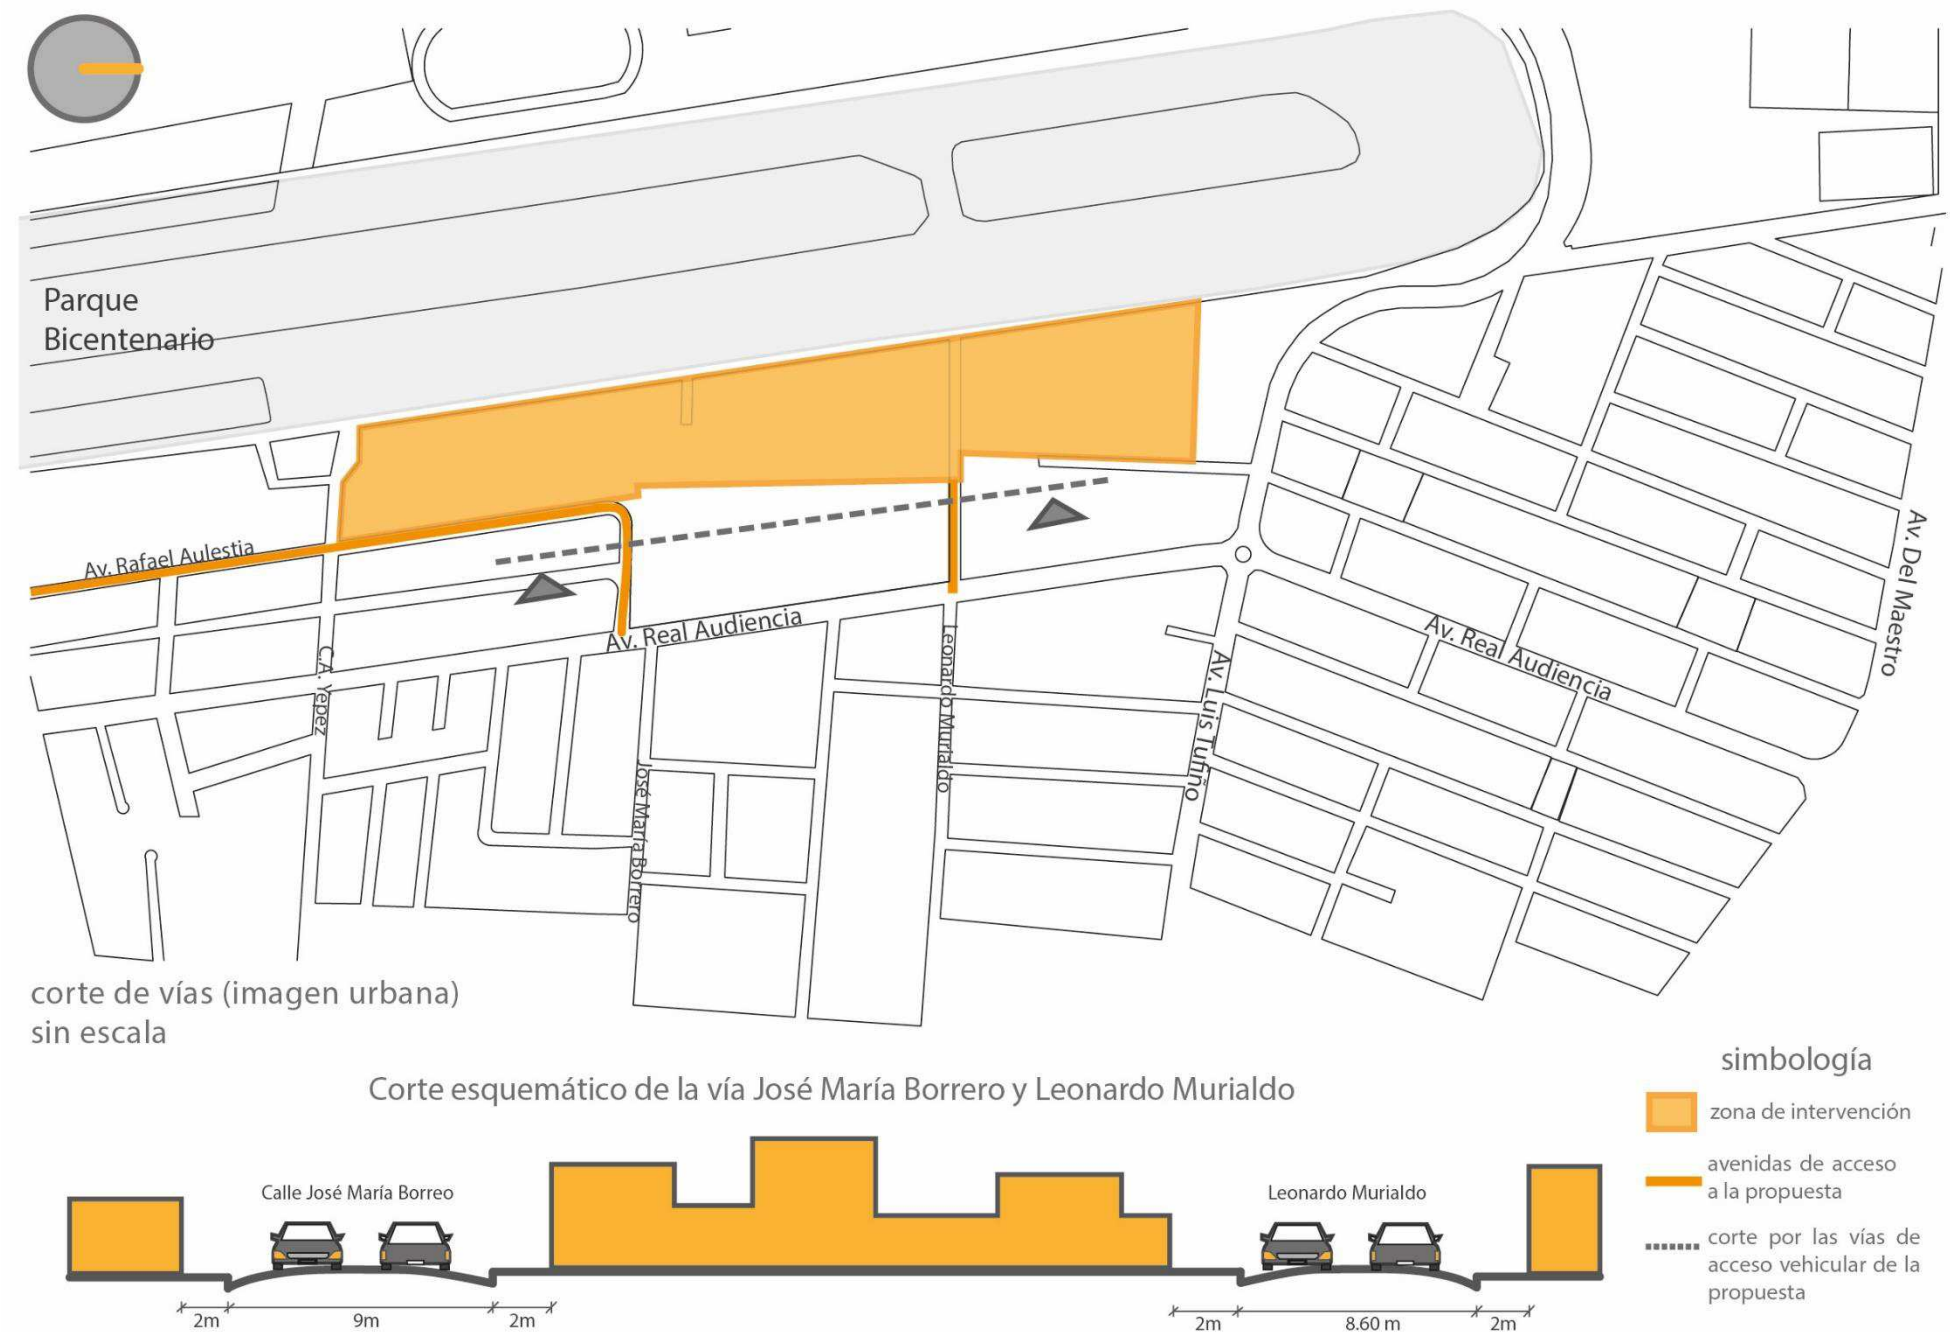 Parque
Bicentenario
Av. Rafael Aulestia
Av. Real Audiencia
C.A. Yepez
José María Borrero
Leonardo Murialdo
Av. Luis Tufiño
Av. Real Audiencia
Av. Del Maestro
corte de vías (imagen urbana)
sin escala
Corte esquemático de la vía José María Borrero y Leonardo Murialdo
Calle José María Borreo
Leonardo Murialdo
2m
9m
2m
2m
8.60 m
2m
simbología
zona de intervención
avenidas de acceso
a la propuesta
corte por las vías de
acceso vehicular de la
propuesta